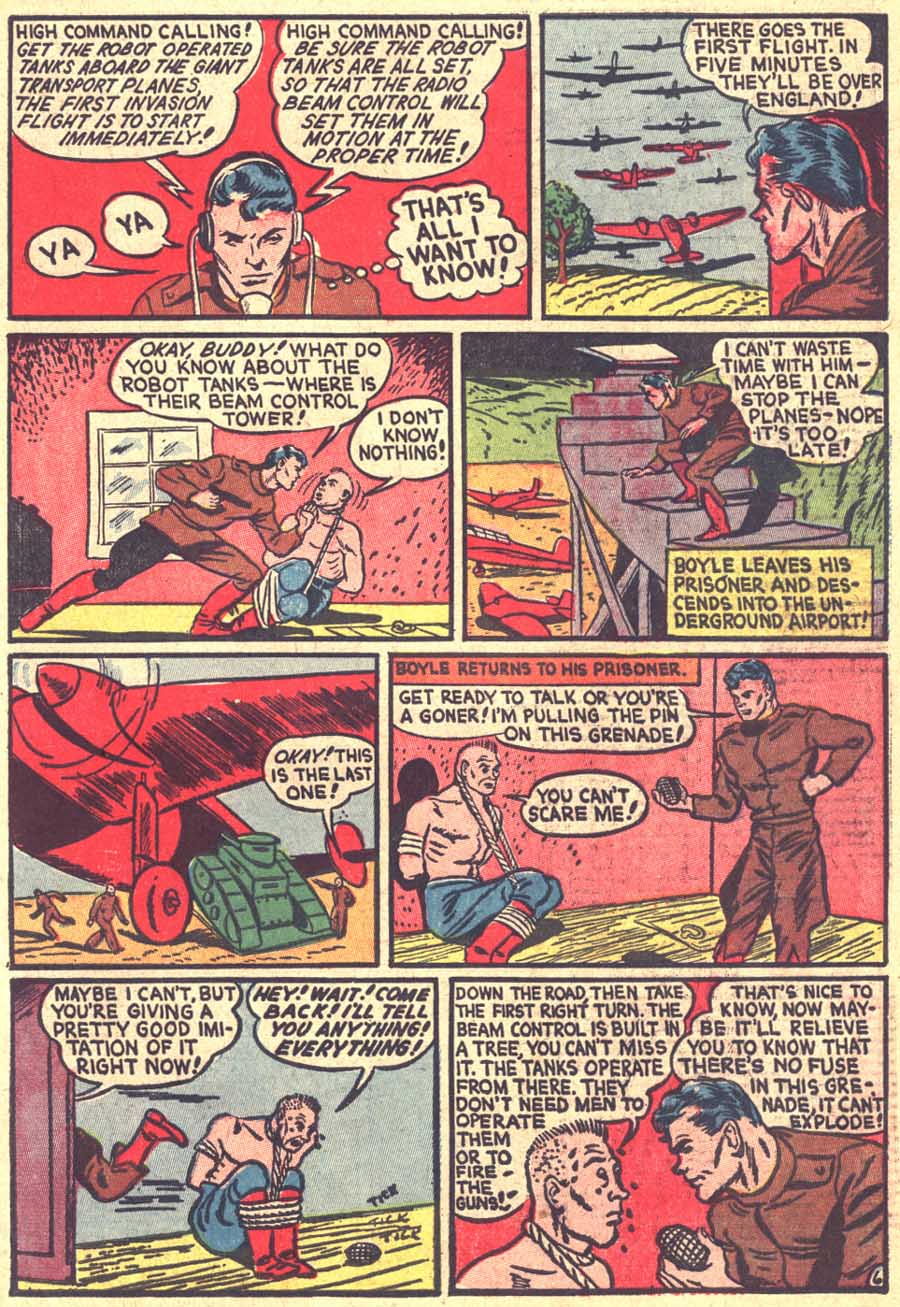 HIGH COMMAND CALLING!
GET THE ROBOT OPERATED
TANKS ABOARD THE GIANT
TRANSPORT PLANES,
THE FIRST INVASION
FLIGHT IS TO START
IMMEDIATELY!
HIGH COMMAND CALLING!
BE SURE THE ROBOT
TANKS ARE ALL SET,
SO THAT THE RADIO
BEAM CONTROL WILL
SET THEM IN
MOTION AT THE
PROPER TIME!
YA
YA
THAT'S
ALL I
WANT TO
KNOW!
THERE GOES THE
FIRST FLIGHT. IN
FIVE MINUTES
THEY'LL BE OVER
ENGLAND!
OKAY, BUDDY! WHAT DO
YOU KNOW ABOUT THE
ROBOT TANKS—WHERE IS
THEIR BEAM CONTROL
TOWER!
I DON'T
KNOW
NOTHING!
I CAN'T WASTE
TIME WITH HIM—
MAYBE I CAN
STOP THE
PLANES-NOPE
IT'S TOO
LATE!
BOYLE LEAVES HIS
PRISONER AND DES-
CENDS INTO THE UN-
DERGROUND AIRPORT!
OKAY! THIS
IS THE LAST
ONE!
BOYLE RETURNS TO HIS PRISONER.
GET READY TO TALK OR YOU'RE
A GONER! I'M PULLING THE PIN
ON THIS GRENADE!
YOU CAN'T
SCARE ME!
MAYBE I CAN'T, BUT
YOU'RE GIVING A
PRETTY GOOD IMI-
TATION OF IT
RIGHT NOW!
HEY! WAIT! COME
BACK! I'LL TELL
YOU ANYTHING!
EVERYTHING!
TICK
TICK
TICK
DOWN THE ROAD, THEN TAKE
THE FIRST RIGHT TURN. THE
BEAM CONTROL IS BUILT IN
A TREE, YOU CAN'T MISS
IT. THE TANKS OPERATE
FROM THERE. THEY
DON'T NEED MEN TO
OPERATE
THEM
OR TO
FIRE
THE
GUNS!
THAT'S NICE TO
KNOW, NOW MAY-
BE IT'LL RELIEVE
YOU TO KNOW THAT
THERE'S NO FUSE
IN THIS GRE-
NADE, IT CAN'T
EXPLODE!
6